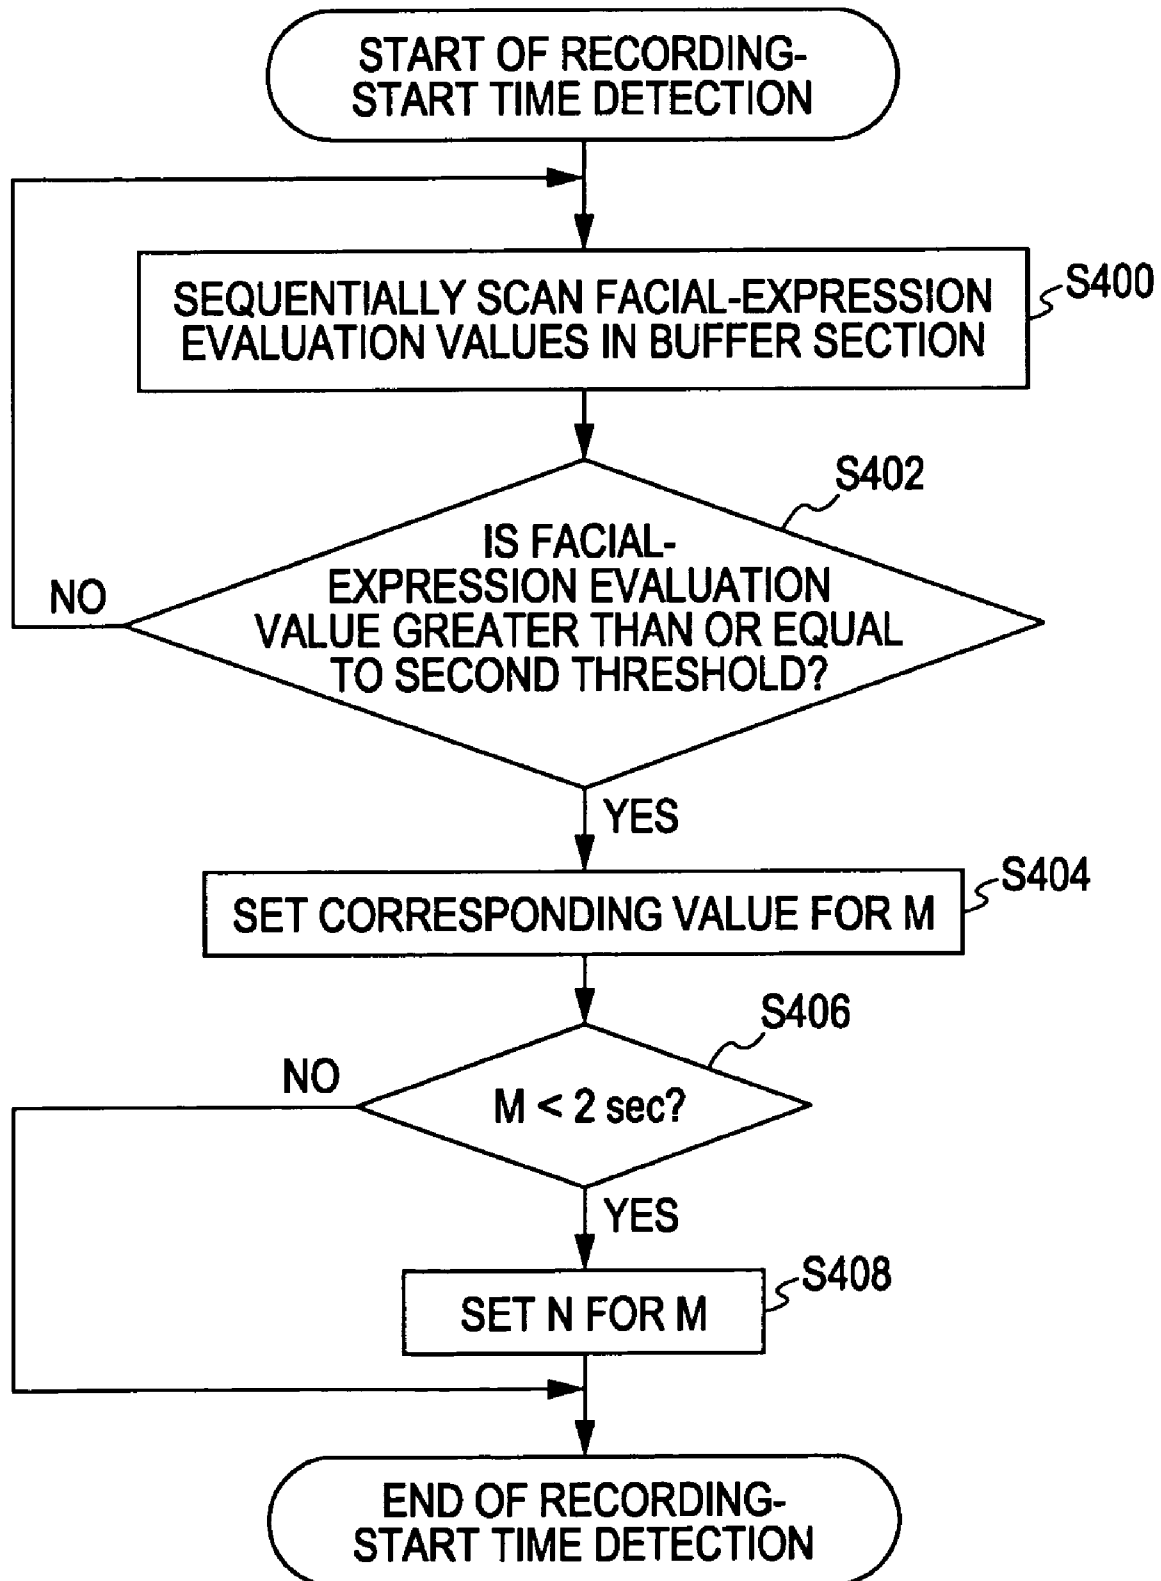 START OF RECORDING-
START TIME DETECTION
SEQUENTIALLY SCAN FACIAL-EXPRESSION
EVALUATION VALUES IN BUFFER SECTION
S400
S402
IS FACIAL-
EXPRESSION EVALUATION
VALUE GREATER THAN OR EQUAL
TO SECOND THRESHOLD?
NO
YES
SET CORRESPONDING VALUE FOR M
S404
S406
M < 2 sec?
NO
YES
SET N FOR M
S408
END OF RECORDING-
START TIME DETECTION